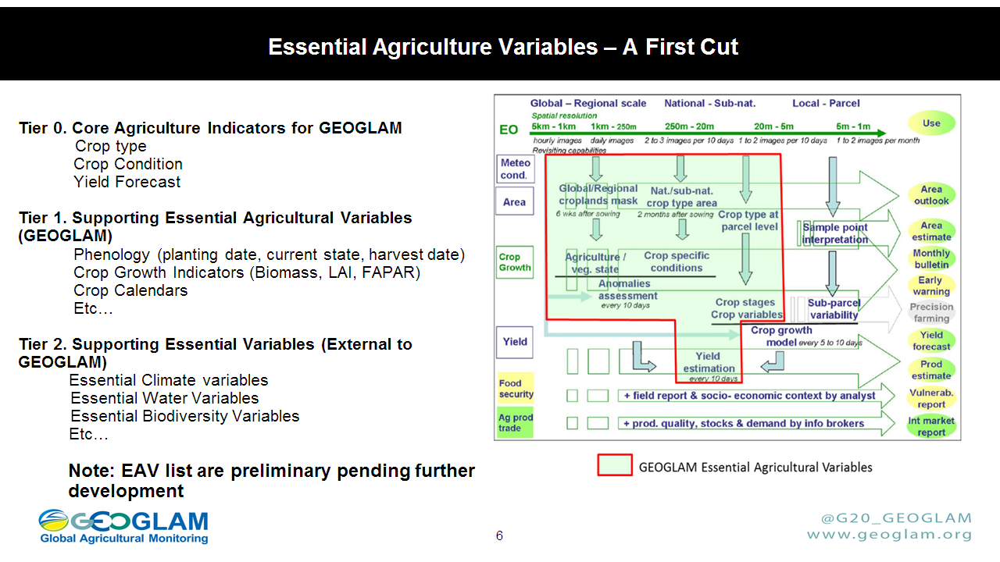 Essential Agriculture Variables – A First Cut
Tier 0. Core Agriculture Indicators for GEOGLAM
Crop type
Crop Condition
Yield Forecast
Tier 1. Supporting Essential Agricultural Variables
(GEOGLAM)
Phenology (planting date, current state, harvest date)
Crop Growth Indicators (Biomass, LAI, FAPAR)
Crop Calendars
Etc…
Tier 2. Supporting Essential Variables (External to
GEOGLAM)
Essential Climate variables
Essential Water Variables
Essential Biodiversity Variables
Etc…
Note: EAV list are preliminary pending further
development
Global – Regional scale National - Sub-nat. Local - Parcel
Spatial resolution
EO
5km - 1km 1km - 250m 250m - 20m 20m - 5m 5m - 1m
hourly images daily images 2 to 3 images per 10 days 1 to 2 images per 10 days 1 to 2 images per month
Revisiting capabilities
Use
Meteo
cond.
Area
Global/Regional
croplands mask
6 wks after sowing
Nat./sub-nat.
crop type area
2 months after sowing
Crop type at
parcel level
Sample point
interpretation
Area
outlook
Area
estimate
Crop
Growth
Agriculture /
veg. state
Crop specific
conditions
Anomalies
assessment
every 10 days
Crop stages
Crop variables
Sub-parcel
variability
Monthly
bulletin
Early
warning
Precision
farming
Yield
Crop growth
model every 5 to 10 days
Yield
estimation
every 10 days
Yield
forecast
Prod
estimate
Food
security
+ field report & socio- economic context by analyst
Vulnerab.
report
Ag prod
trade
+ prod. quality, stocks & demand by info brokers
Int market
report
GEOGLAM Essential Agricultural Variables
GEOGLAM
Global Agricultural Monitoring
6
@G20_GEOGLAM
www.geoglam.org